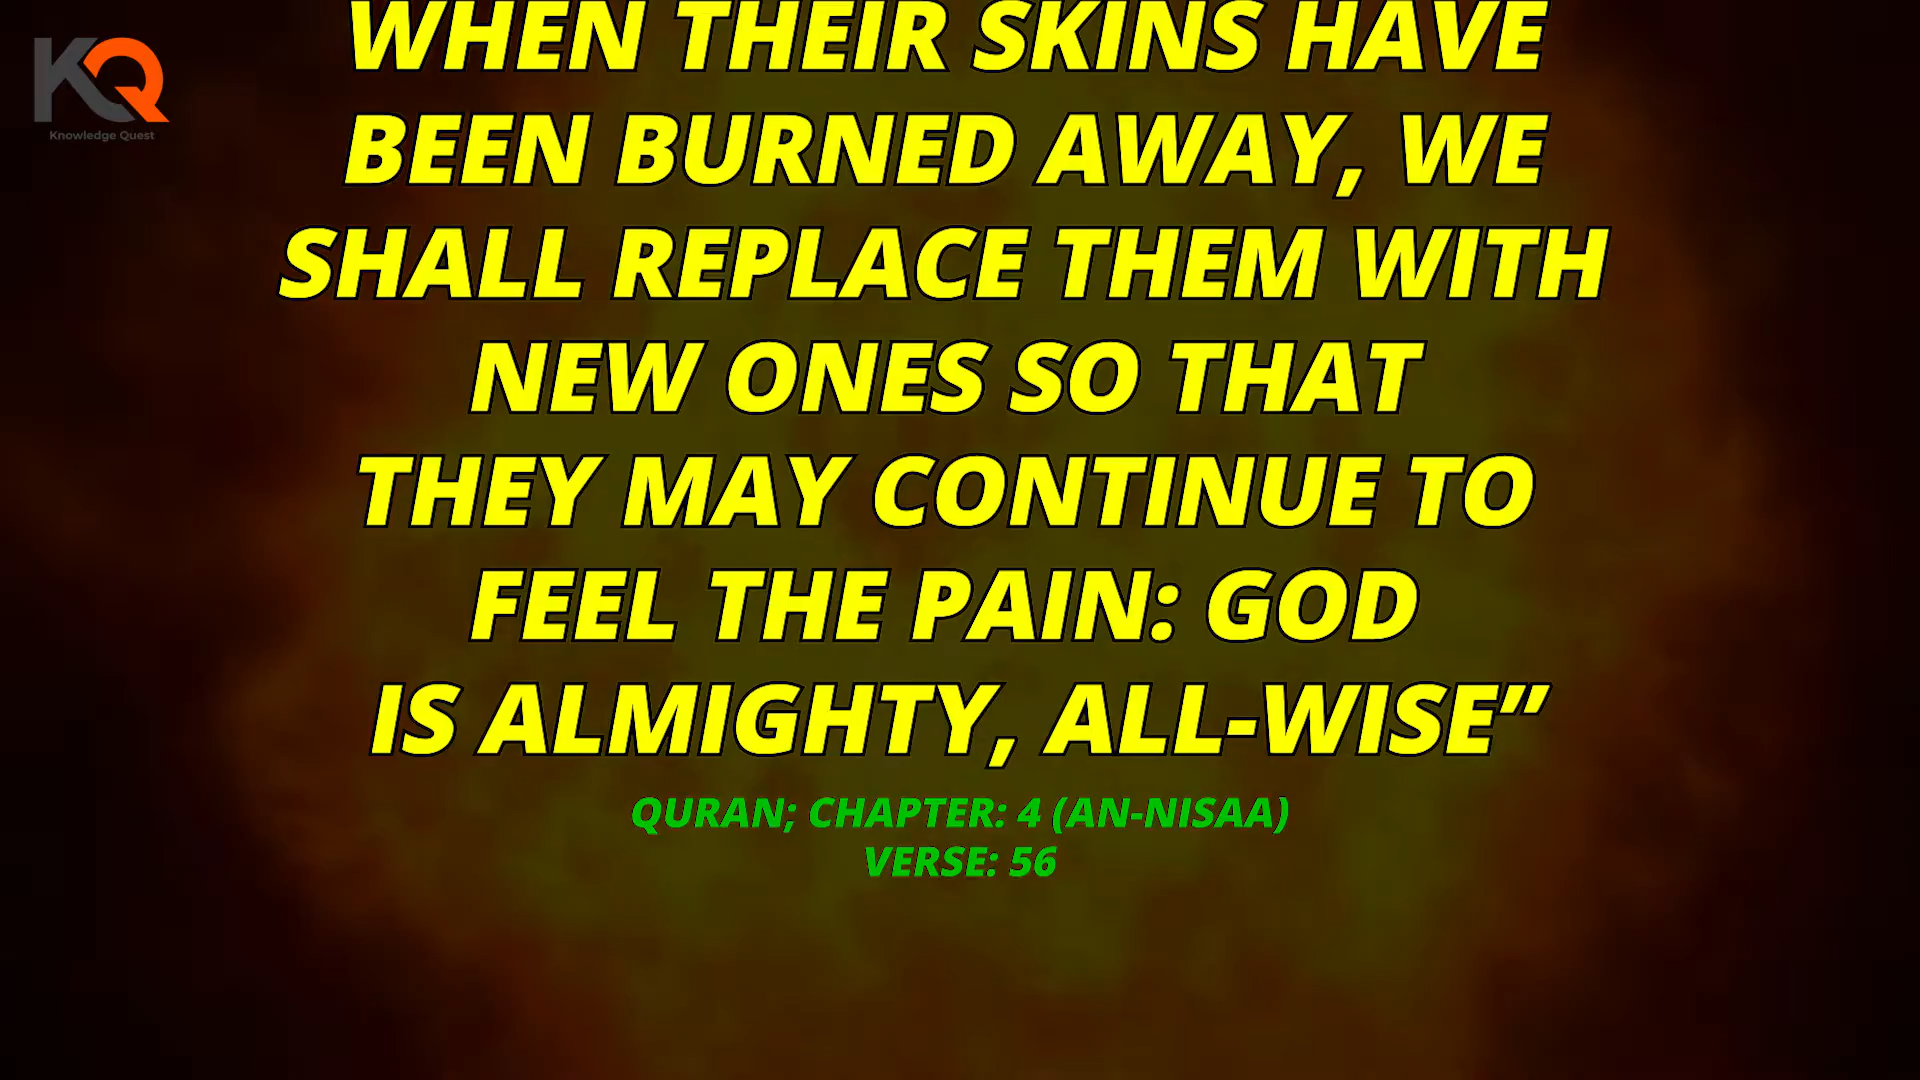 WHEN THEIR SKINS HAVE
BEEN BURNED AWAY, WE
SHALL REPLACE THEM WITH
NEW ONES SO THAT
THEY MAY CONTINUE TO
FEEL THE PAIN: GOD
IS ALMIGHTY, ALL-WISE”
QURAN; CHAPTER: 4 (AN-NISAA)
VERSE: 56
KQ
Knowledge Quest